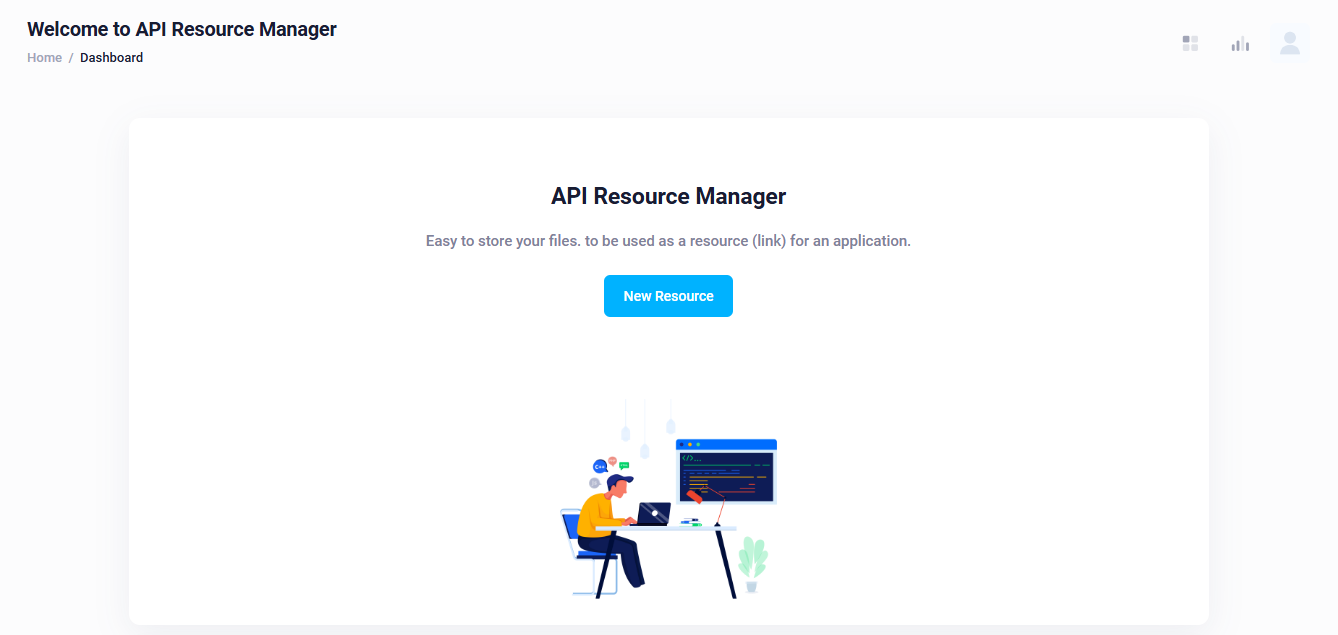 Welcome to API Resource Manager
Home / Dashboard
API Resource Manager
Easy to store your files. to be used as a resource (link) for an application.
New Resource
C++
</>